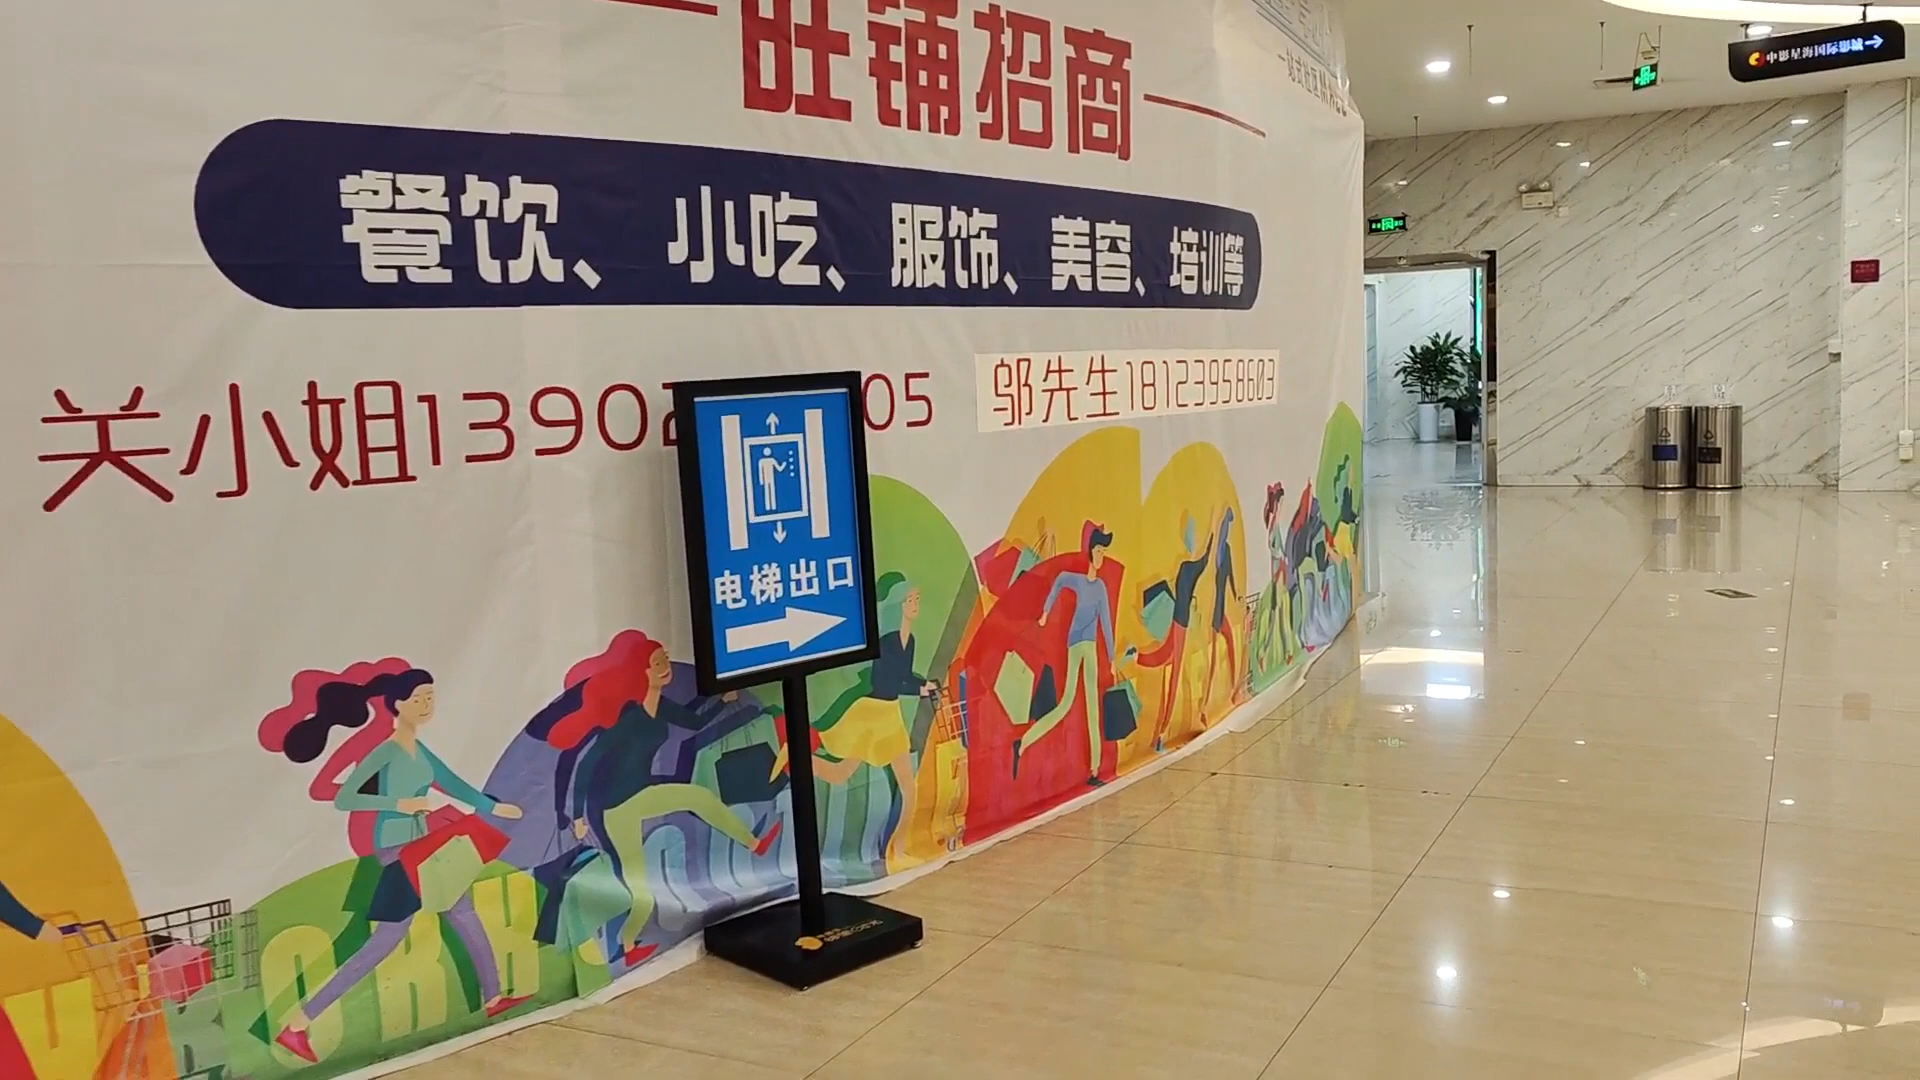 旺铺招商
餐饮、小吃、服饰、美容、培训等
关小姐13902
05
邬先生18123958603
电梯出口
中影星海国际影城